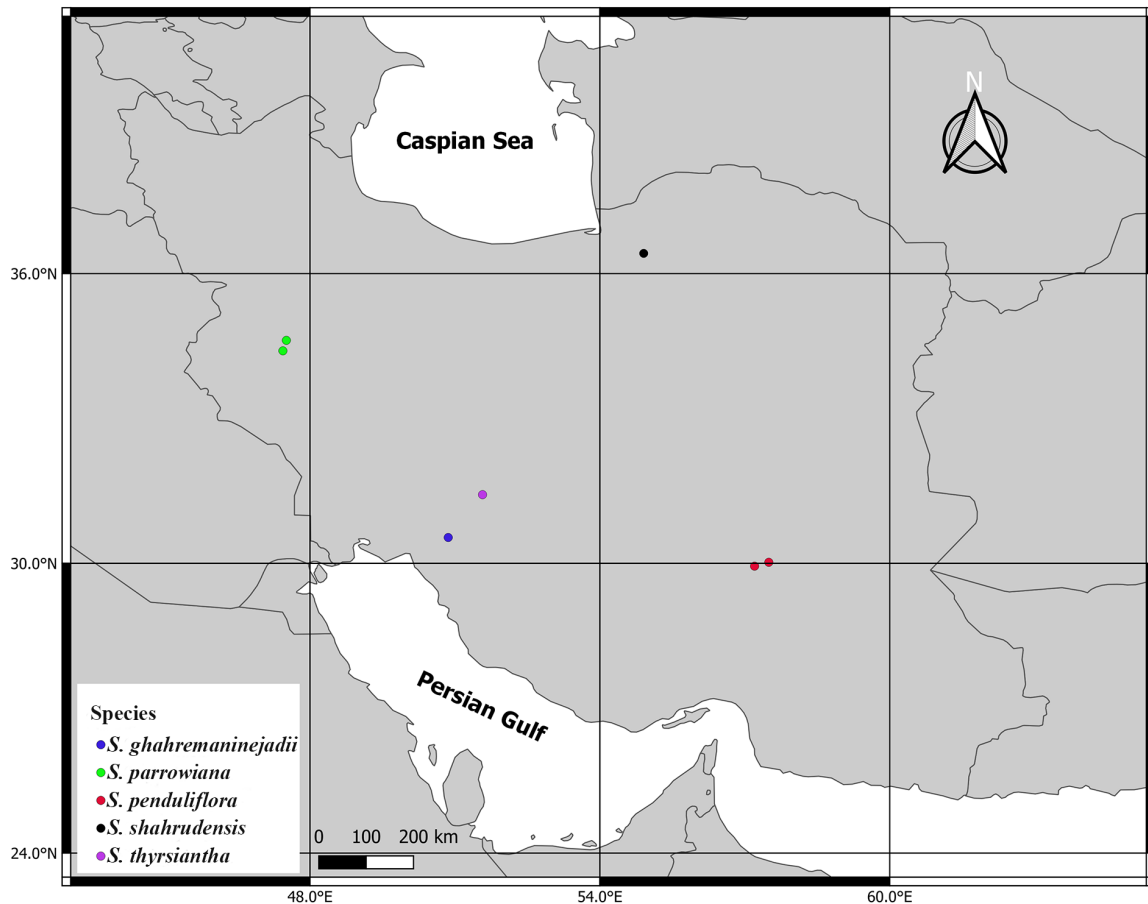 N
Caspian Sea
36.0°N
30.0°N
Persian Gulf
Species
S. ghahremaninejadii
S. parrowiana
S. penduliflora
S. shahrudensis
S. thyrsiantha
0 100 200 km
24.0°N
48.0°E 54.0°E 60.0°E